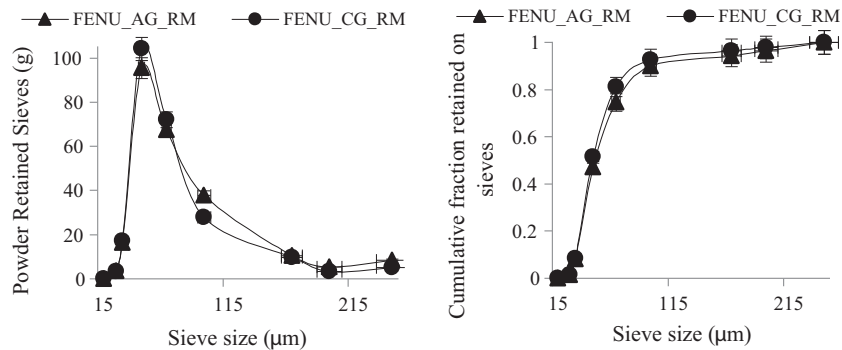 FENU_AG_RM FENU_CG_RM
Powder Retained Sieves (g)
100
80
60
40
20
0
15 115 215
Sieve size (µm)
FENU_AG_RM FENU_CG_RM
Cumulative fraction retained on
sieves
1
0.8
0.6
0.4
0.2
0
15 115 215
Sieve size (µm)